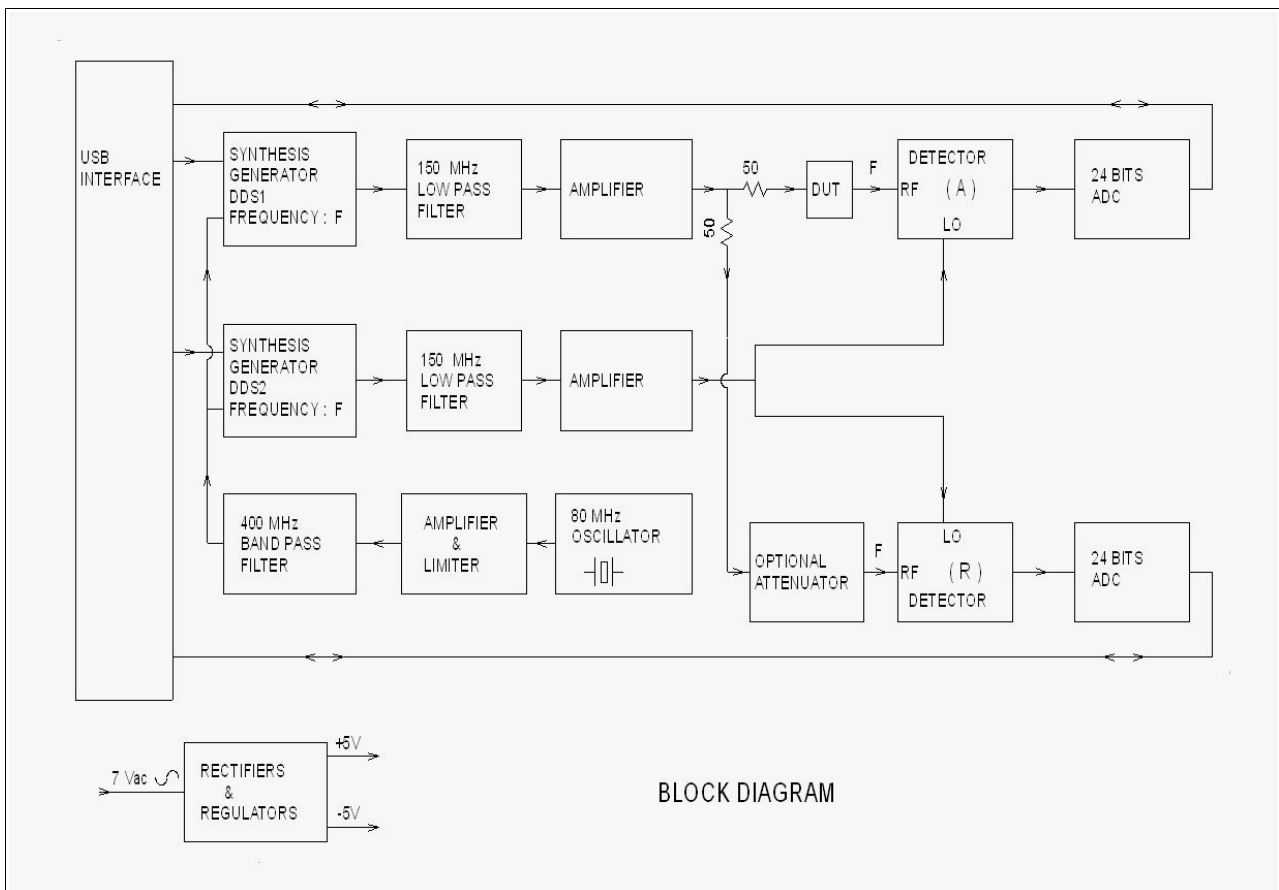 USB
INTERFACE
SYNTHESIS
GENERATOR
DDS1
FREQUENCY : F
150 MHz
LOW PASS
FILTER
AMPLIFIER
50
50
DUT
F
DETECTOR
RF (A)
LO
24 BITS
ADC
SYNTHESIS
GENERATOR
DDS2
FREQUENCY : F
150 MHz
LOW PASS
FILTER
AMPLIFIER
400 MHz
BAND PASS
FILTER
AMPLIFIER
&
LIMITER
80 MHz
OSCILLATOR
OPTIONAL
ATTENUATOR
F
LO
RF (R)
DETECTOR
24 BITS
ADC
7 Vac
RECTIFIERS
&
REGULATORS
+5V
-5V
BLOCK DIAGRAM